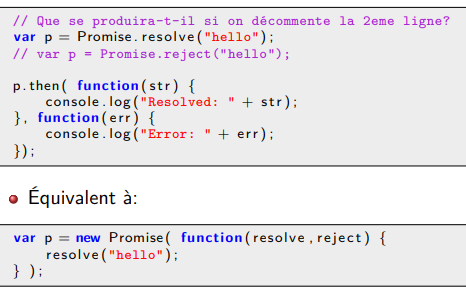 // Que se produira-t-il si on décommente la 2eme ligne?
var p = Promise.resolve("hello");
// var p = Promise.reject("hello");
p.then( function(str) {
    console.log("Resolved: " + str);
}, function(err) {
    console.log("Error: " + err);
});
Équivalent à:
var p = new Promise( function(resolve,reject) {
    resolve("hello");
} );